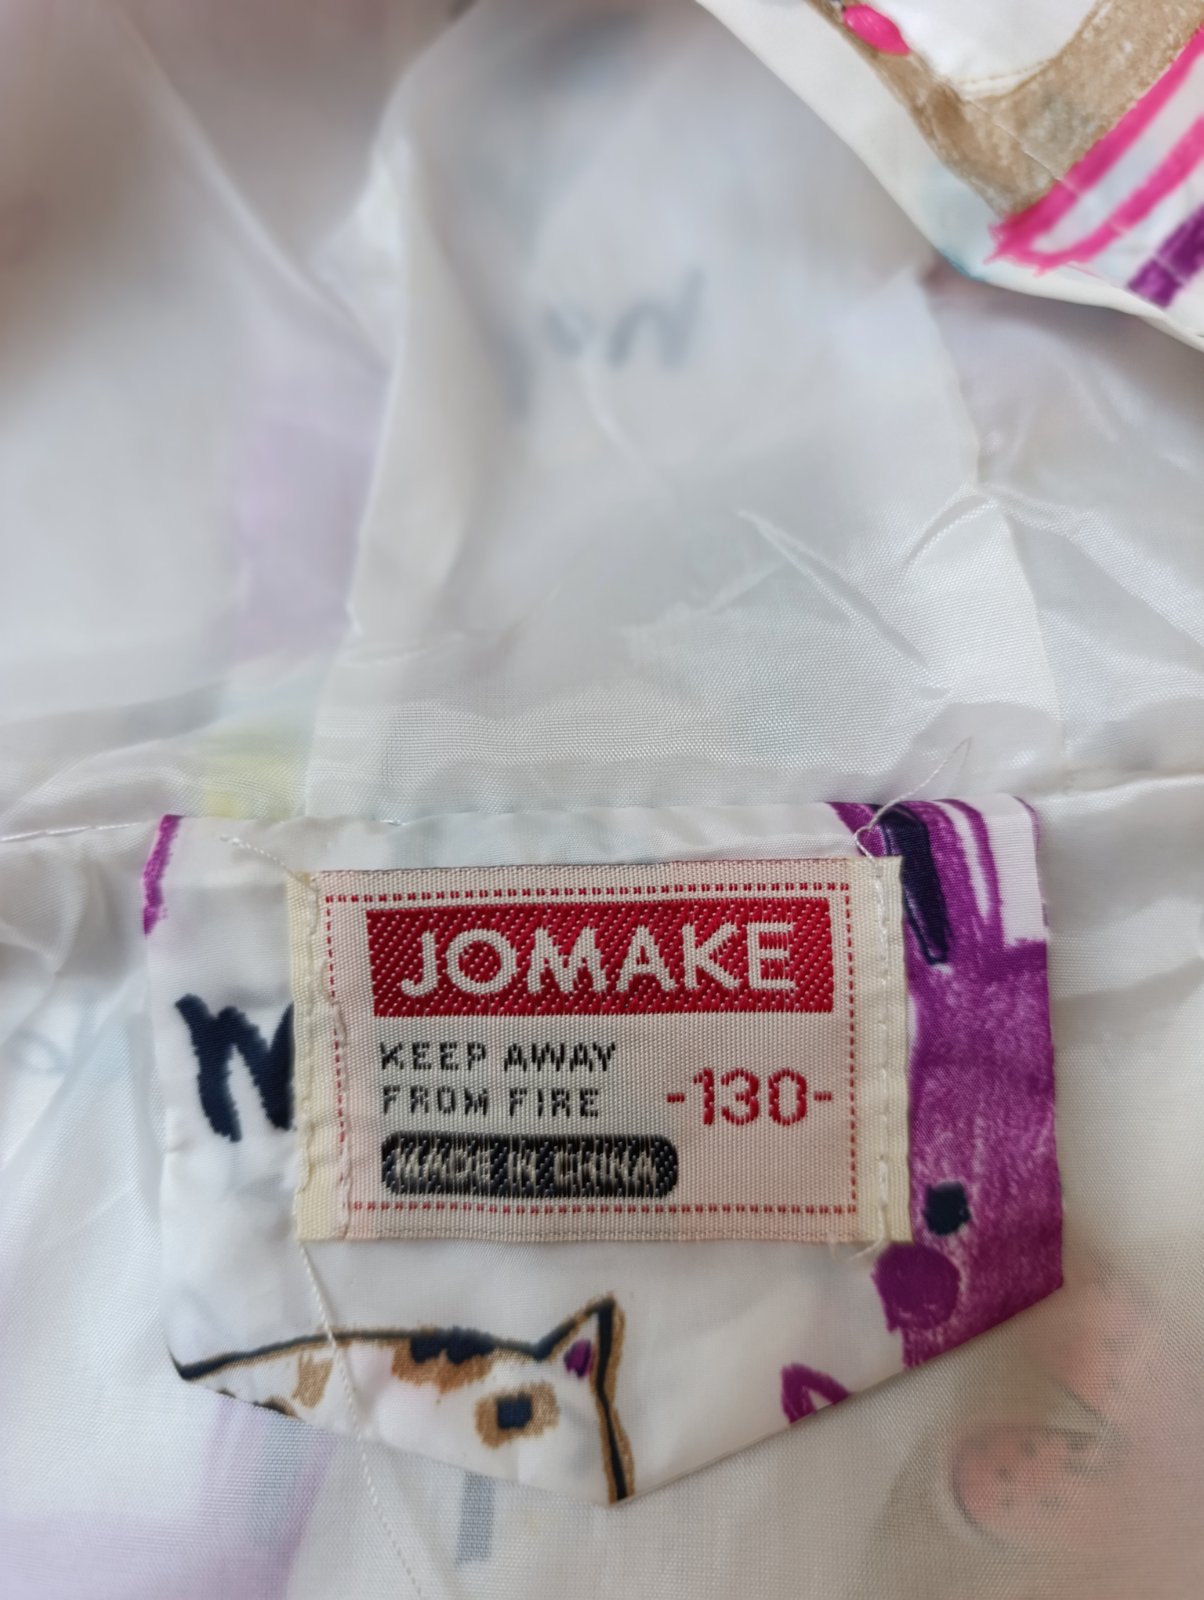 JOMAKE
KEEP AWAY
FROM FIRE
-130-
MADE IN CHINA